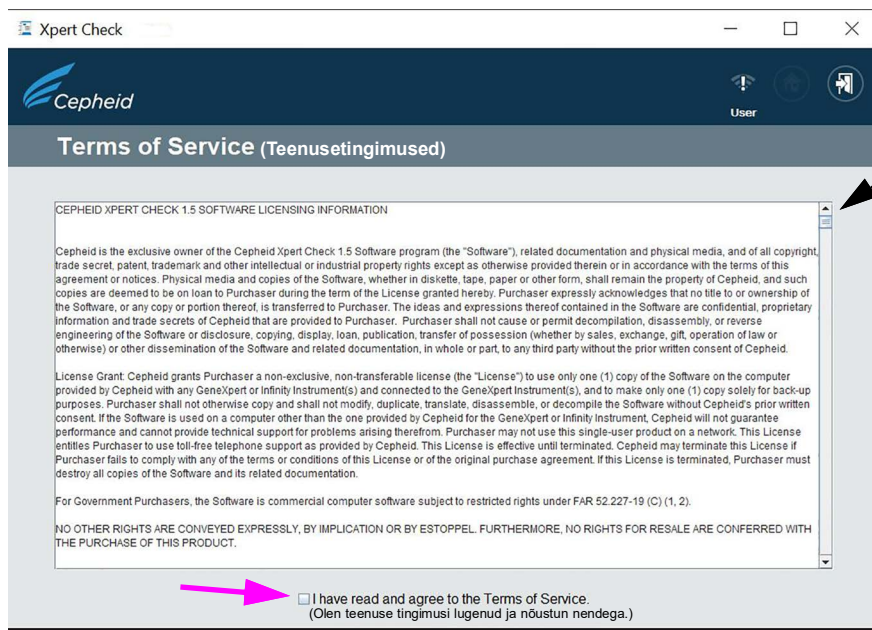 Xpert Check
Cepheid
User
Terms of Service (Teenusetingimused)
CEPHEID XPERT CHECK 1.5 SOFTWARE LICENSING INFORMATION
Cepheid is the exclusive owner of the Cepheid Xpert Check 1.5 Software program (the "Software"), related documentation and physical media, and of all copyright,
trade secret, patent, trademark and other intellectual or industrial property rights except as otherwise provided therein or in accordance with the terms of this
agreement or notices. Physical media and copies of the Software, whether in diskette, tape, paper or other form, shall remain the property of Cepheid, and such
copies are deemed to be on loan to Purchaser during the term of the License granted hereby. Purchaser expressly acknowledges that no title to or ownership of
the Software, or any copy or portion thereof, is transferred to Purchaser. The ideas and expressions thereof contained in the Software are confidential, proprietary
information and trade secrets of Cepheid that are provided to Purchaser. Purchaser shall not cause or permit decompilation, disassembly, or reverse
engineering of the Software or disclosure, copying, display, loan, publication, transfer of possession (whether by sales, exchange, gift, operation of law or
otherwise) or other dissemination of the Software and related documentation, in whole or part, to any third party without the prior written consent of Cepheid.
License Grant: Cepheid grants Purchaser a non-exclusive, non-transferable license (the "License") to use only one (1) copy of the Software on the computer
provided by Cepheid with any GeneXpert or Infinity Instrument(s) and connected to the GeneXpert Instrument(s), and to make only one (1) copy solely for back-up
purposes. Purchaser shall not otherwise copy and shall not modify, duplicate, translate, disassemble, or decompile the Software without Cepheid's prior written
consent. If the Software is used on a computer other than the one provided by Cepheid for the GeneXpert or Infinity Instrument, Cepheid will not guarantee
performance and cannot provide technical support for problems arising therefrom. Purchaser may not use this single-user product on a network. This License
entitles Purchaser to use toll-free telephone support as provided by Cepheid. This License is effective until terminated. Cepheid may terminate this License if
Purchaser fails to comply with any of the terms or conditions of this License or of the original purchase agreement. If this License is terminated, Purchaser must
destroy all copies of the Software and its related documentation.
For Government Purchasers, the Software is commercial computer software subject to restricted rights under FAR 52.227-19 (C) (1, 2).
NO OTHER RIGHTS ARE CONVEYED EXPRESSLY, BY IMPLICATION OR BY ESTOPPEL. FURTHERMORE, NO RIGHTS FOR RESALE ARE CONFERRED WITH
THE PURCHASE OF THIS PRODUCT.
I have read and agree to the Terms of Service.
(Olen teenuse tingimusi lugenud ja nõustun nendega.)